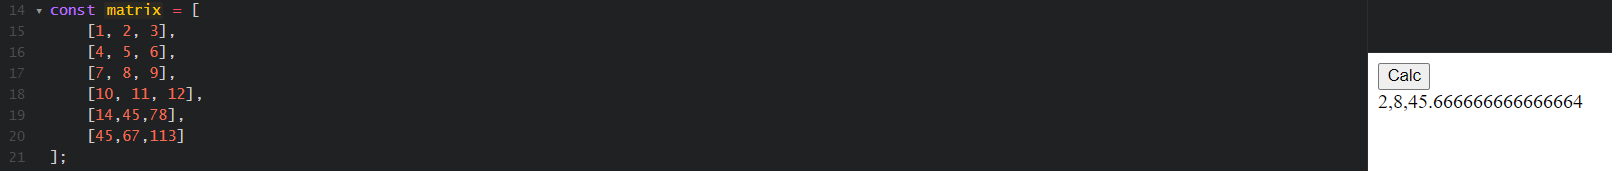 14 ▾ const matrix = [
15     [1, 2, 3],
16     [4, 5, 6],
17     [7, 8, 9],
18     [10, 11, 12],
19     [14,45,78],
20     [45,67,113]
21 ];
Calc
2,8,45.666666666666664